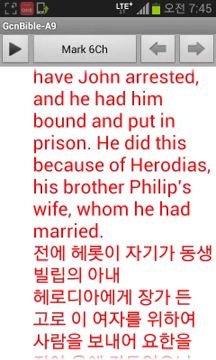 LTE 오전 7:45
GcnBible-A9
Mark 6Ch
have John arrested,
and he had him
bound and put in
prison. He did this
because of Herodias,
his brother Philip's
wife, whom he had
married.
전에 헤롯이 자기가 동생
빌립의 아내
헤로디아에게 장가 든
고로 이 여자를 위하여
사람을 보내어 요한을